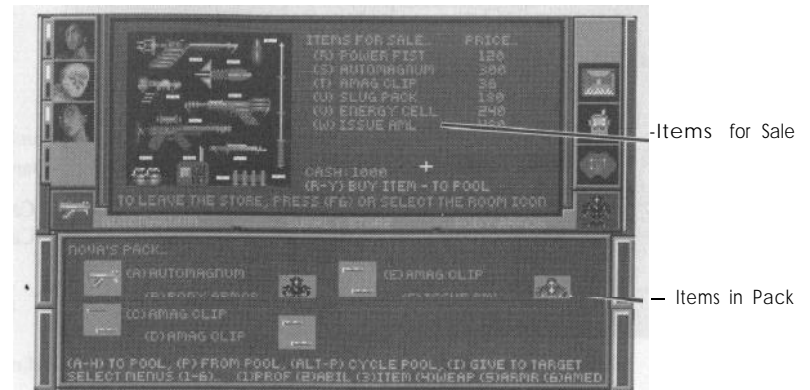 ITEMS FOR SALE.. PRICE..
(R) POWER FIST 120
(S) AUTOMAGNUM 300
(T) AMAG CLIP 36
(U) SLUG PACK
(V) ENERGY CELL 240
(W) ISSUE AML
-Items for Sale
CASH:1000
(R-Y) BUY ITEM - TO POOL
TO LEAVE THE STORE, PRESS (F6) OR SELECT THE ROOM ICON
NOVA'S PACK..
(A) AUTOMAGNUM
(E) AMAG CLIP
Items in Pack
(C) AMAG CLIP
(D) AMAG CLIP
(A-H) TO POOL, (P) FROM POOL, (ALT-P) CYCLE POOL, (I) GIVE TO TARGET
SELECT MENUS (1-6). (1)PROF (2)ABIL (3)ITEM (4)WEAP (5)ARMR (6)AMED